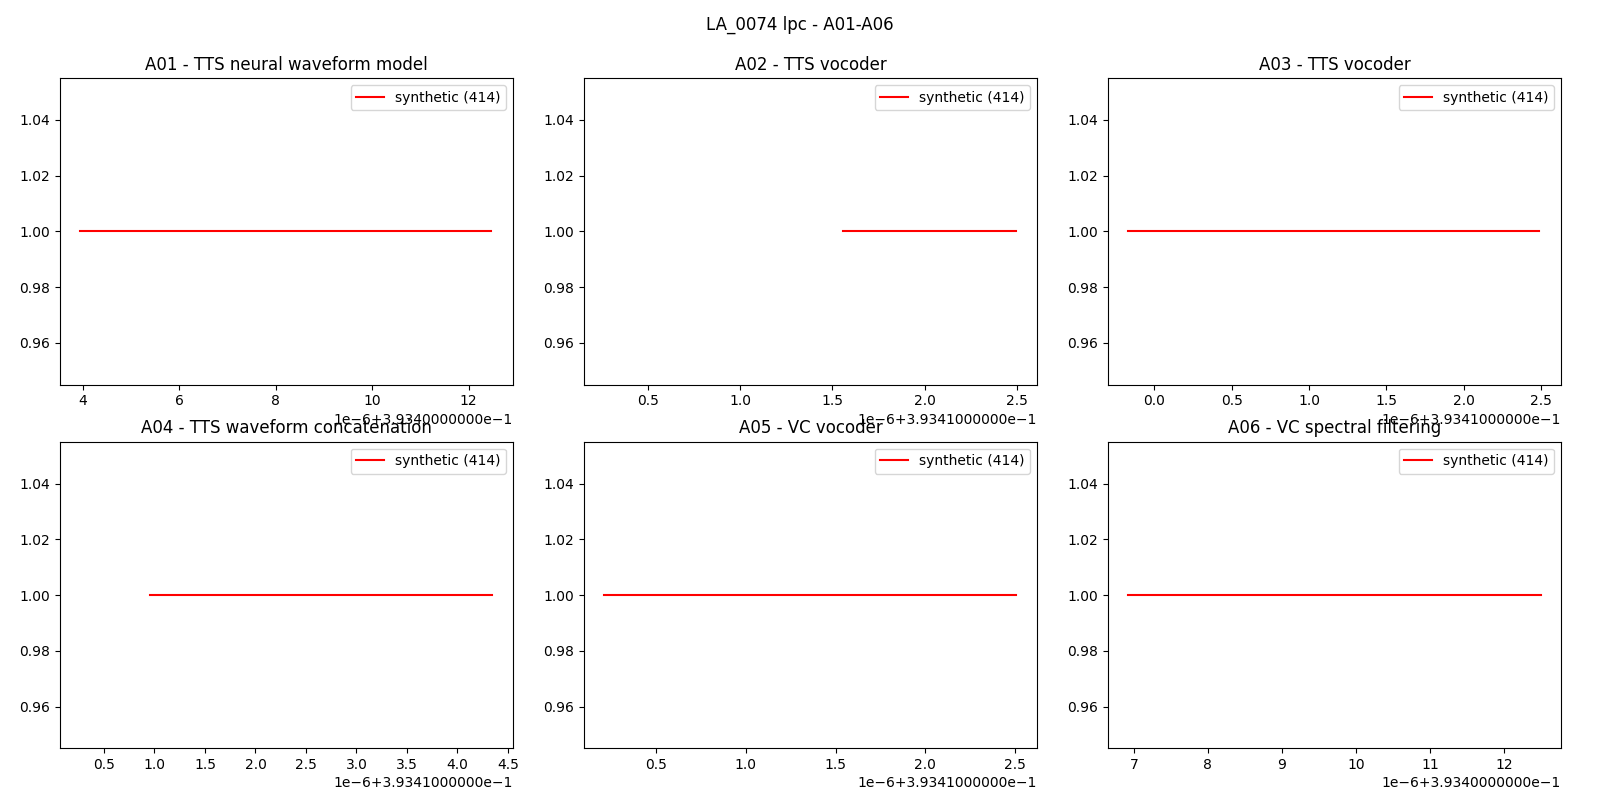 LA_0074 lpc - A01-A06
A01 - TTS neural waveform model
A02 - TTS vocoder
A03 - TTS vocoder
synthetic (414)
synthetic (414)
synthetic (414)
1.04
1.02
1.00
0.98
0.96
1.04
1.02
1.00
0.98
0.96
1.04
1.02
1.00
0.98
0.96
4 6 8 10 12
0.5 1.0 1.5 2.0 2.5
0.0 0.5 1.0 1.5 2.0 2.5
1e−6+3.9340000000e−1
1e−6+3.9341000000e−1
1e−6+3.9341000000e−1
A04 - TTS waveform concatenation
A05 - VC vocoder
A06 - VC spectral filtering
synthetic (414)
synthetic (414)
synthetic (414)
1.04
1.02
1.00
0.98
0.96
1.04
1.02
1.00
0.98
0.96
1.04
1.02
1.00
0.98
0.96
0.5 1.0 1.5 2.0 2.5 3.0 3.5 4.0 4.5
0.5 1.0 1.5 2.0 2.5
7 8 9 10 11 12
1e−6+3.9341000000e−1
1e−6+3.9341000000e−1
1e−6+3.9340000000e−1